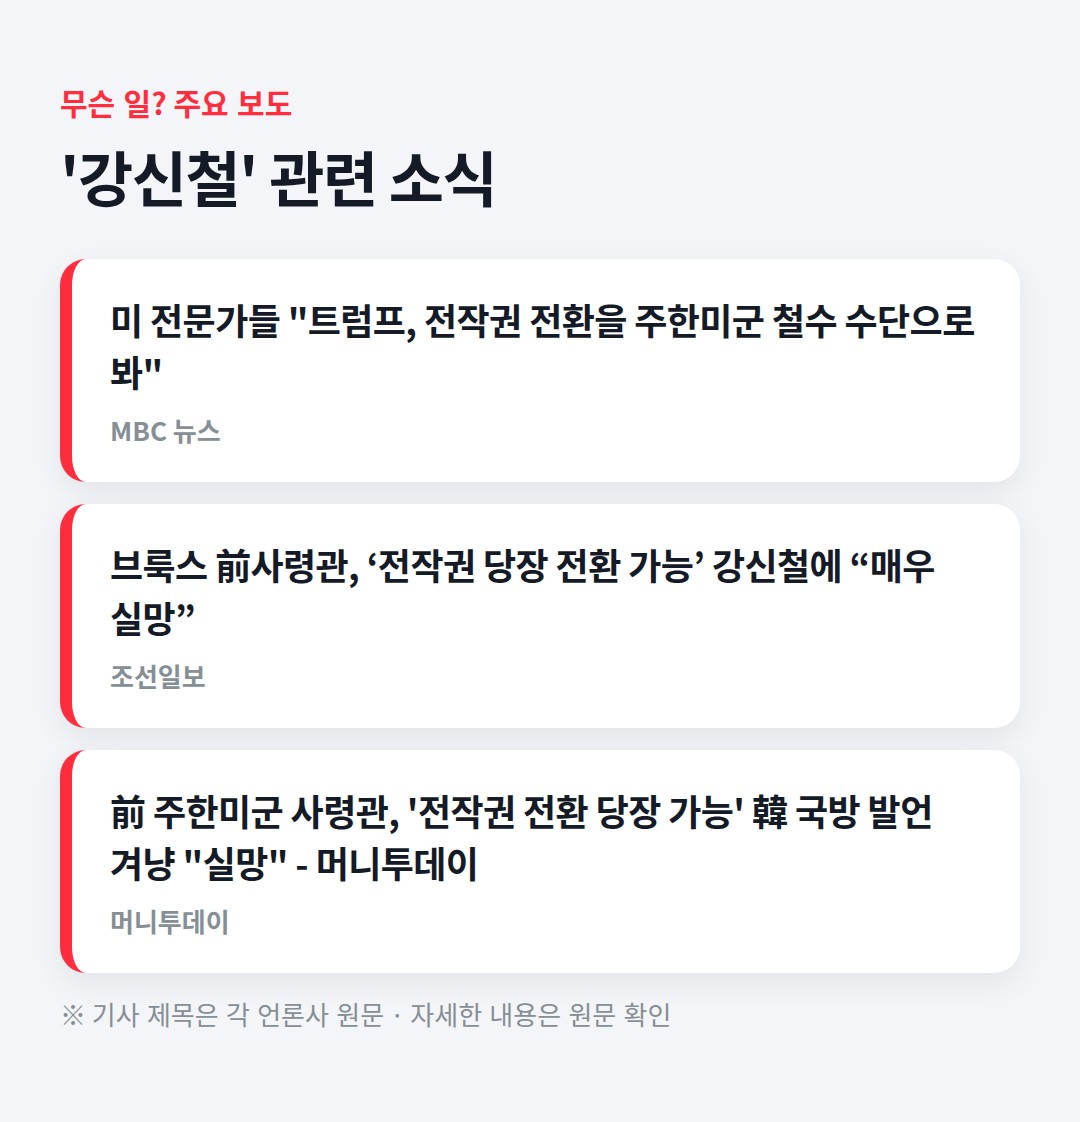 무슨 일? 주요 보도
'강신철' 관련 소식
미 전문가들 "트럼프, 전작권 전환을 주한미군 철수 수단으로
봐"
MBC 뉴스
브룩스 前사령관, ‘전작권 당장 전환 가능’ 강신철에 “매우
실망”
조선일보
前 주한미군 사령관, '전작권 전환 당장 가능' 韓 국방 발언
겨냥 "실망" - 머니투데이
머니투데이
※ 기사 제목은 각 언론사 원문 · 자세한 내용은 원문 확인